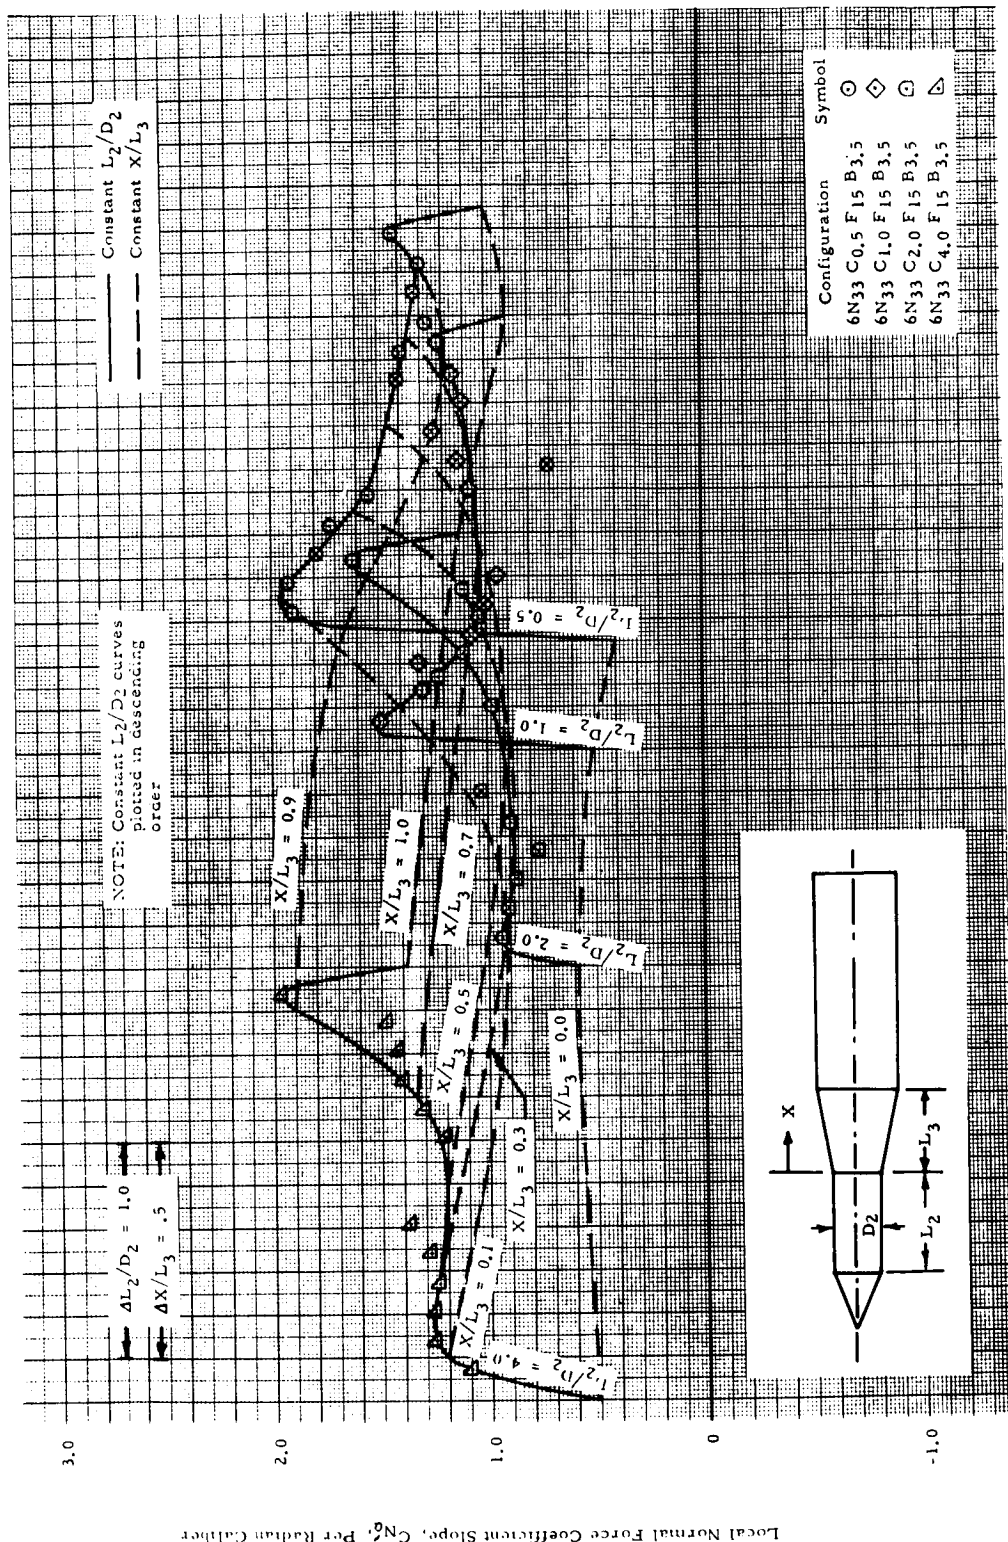 Constant L2/D2
Constant X/L3
NOTE: Constant L2/D2 curves
plotted in descending
order
ΔL2/D2 = 1.0
ΔX/L3 = .5
X/L3 = 0.9
X/L3 = 1.0
X/L3 = 0.7
X/L3 = 0.5
X/L3 = 0.1
X/L3 = 0.3
X/L3 = 0.0
L2/D2 = 4.0
L2/D2 = 2.0
L2/D2 = 1.0
L2/D2 = 0.5
Configuration Symbol
6N33 C0.5 F15 B3.5
6N33 C1.0 F15 B3.5
6N33 C2.0 F15 B3.5
6N33 C4.0 F15 B3.5
X
D2
L2
L3
3.0
2.0
1.0
0
-1.0
Local Normal Force Coefficient Slope, CN'α, Per Radian Caliber